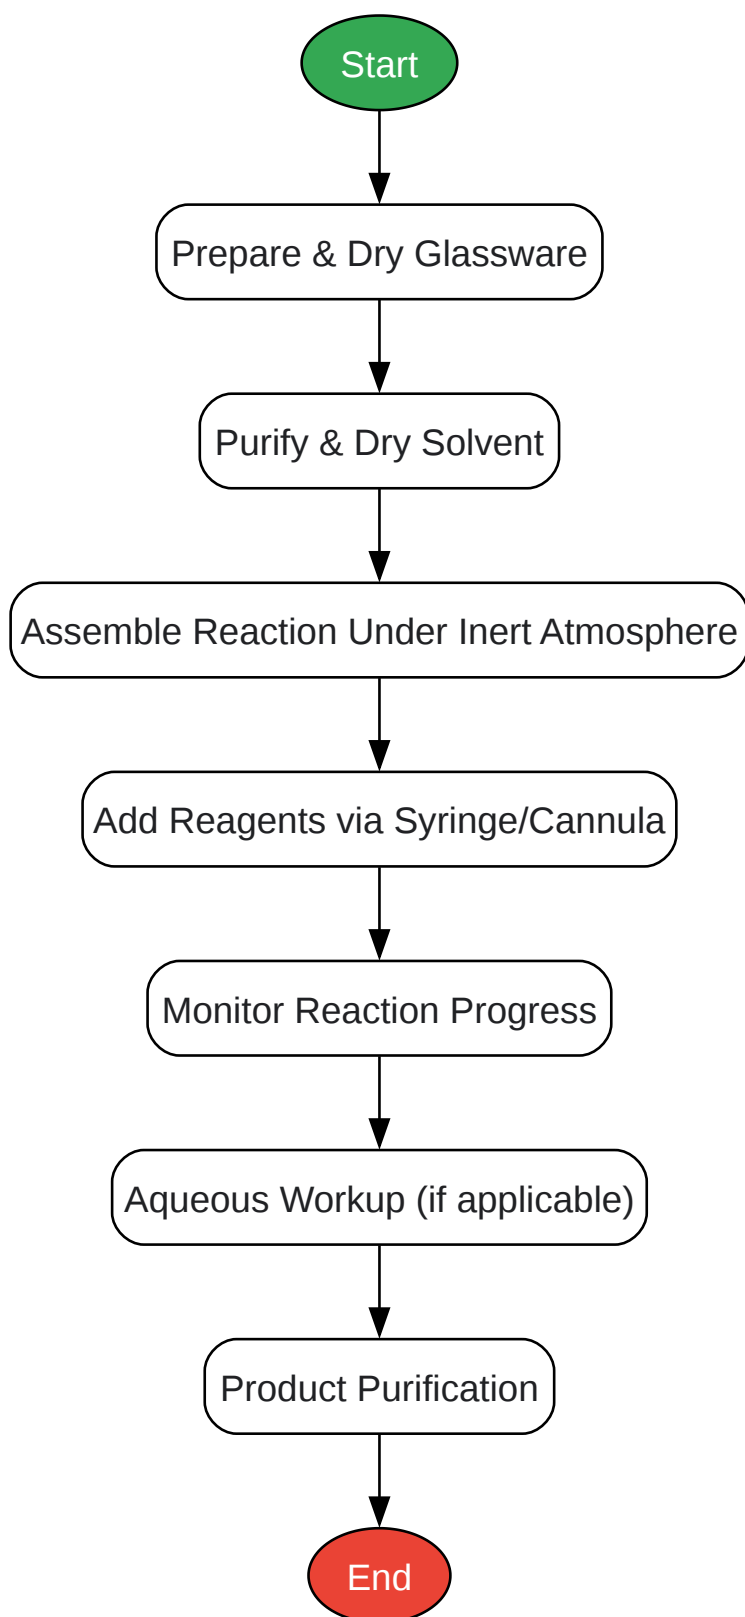 Start
Prepare & Dry Glassware
Purify & Dry Solvent
Assemble Reaction Under Inert Atmosphere
Add Reagents via Syringe/Cannula
Monitor Reaction Progress
Aqueous Workup (if applicable)
Product Purification
End